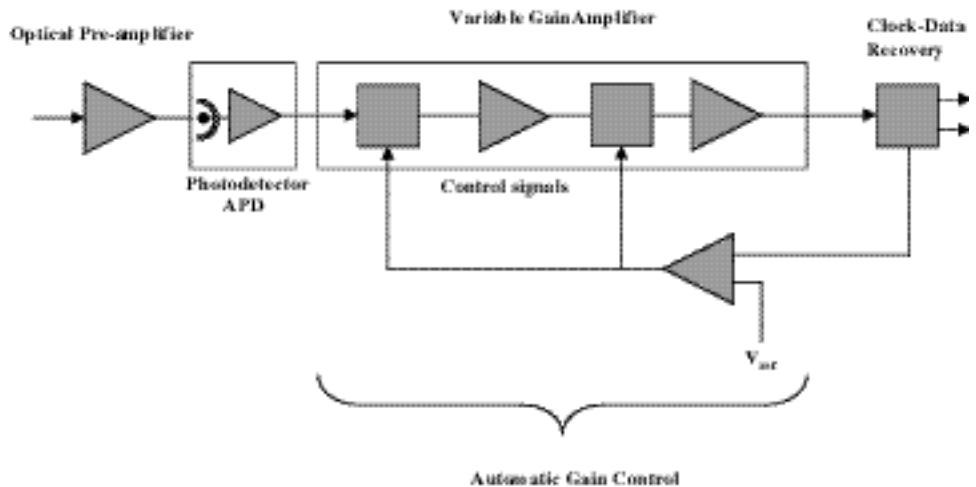 Variable Gain Amplifier
Optical Pre-amplifier
Clock-Data
Recovery
Photodetector
APD
Control signals
Automatic Gain Control